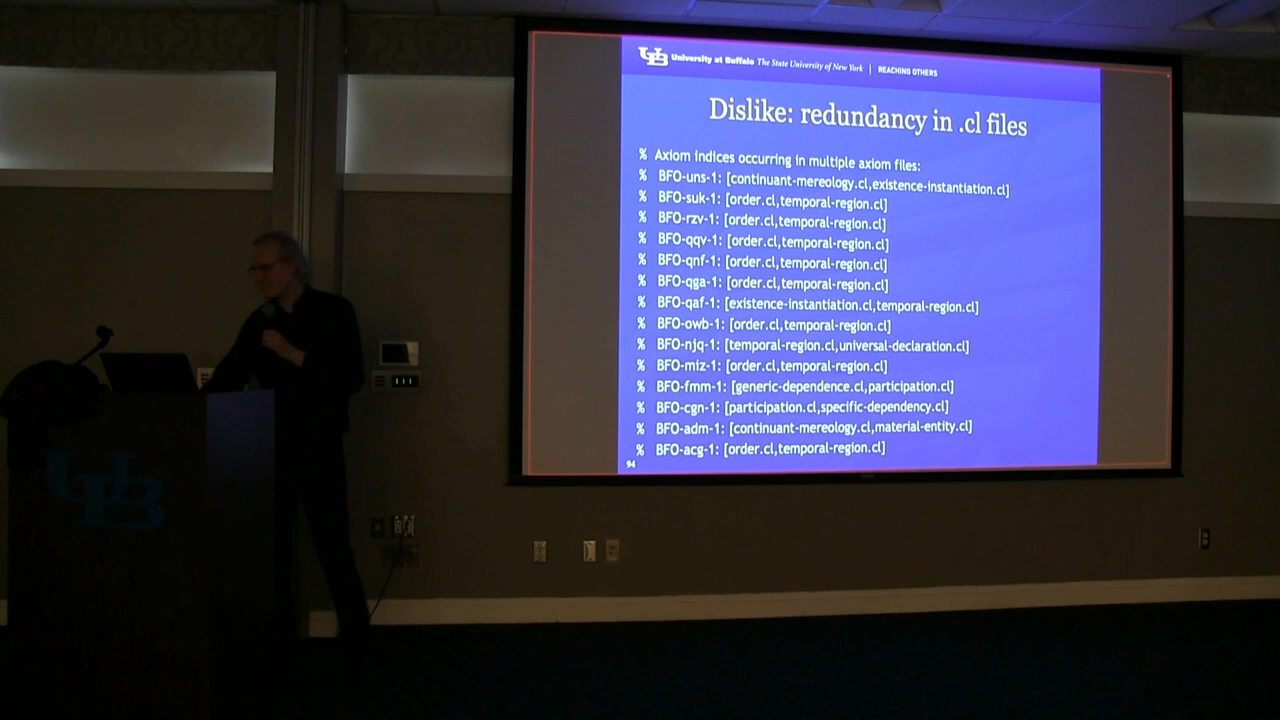 UB University at Buffalo The State University of New York | REACHING OTHERS
Dislike: redundancy in .cl files
% Axiom indices occurring in multiple axiom files:
% BFO-uns-1: [continuant-mereology.cl,existence-instantiation.cl]
% BFO-suk-1: [order.cl,temporal-region.cl]
% BFO-rzv-1: [order.cl,temporal-region.cl]
% BFO-qqv-1: [order.cl,temporal-region.cl]
% BFO-qnf-1: [order.cl,temporal-region.cl]
% BFO-qga-1: [order.cl,temporal-region.cl]
% BFO-qaf-1: [existence-instantiation.cl,temporal-region.cl]
% BFO-owb-1: [order.cl,temporal-region.cl]
% BFO-njq-1: [temporal-region.cl,universal-declaration.cl]
% BFO-miz-1: [order.cl,temporal-region.cl]
% BFO-fmm-1: [generic-dependence.cl,participation.cl]
% BFO-cgn-1: [participation.cl,specific-dependency.cl]
% BFO-adm-1: [continuant-mereology.cl,material-entity.cl]
% BFO-acg-1: [order.cl,temporal-region.cl]
94
UB